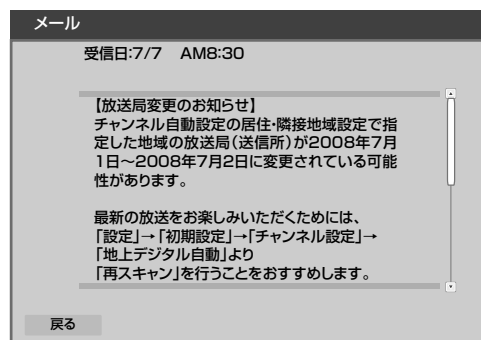 メール
受信日:7/7 AM8:30
【放送局変更のお知らせ】
チャンネル自動設定の居住・隣接地域設定で指
定した地域の放送局(送信所)が2008年7月
1日～2008年7月2日に変更されている可能
性があります。
最新の放送をお楽しみいただくためには、
「設定」→「初期設定」→「チャンネル設定」→
「地上デジタル自動」より
「再スキャン」を行うことをおすすめします。
戻る